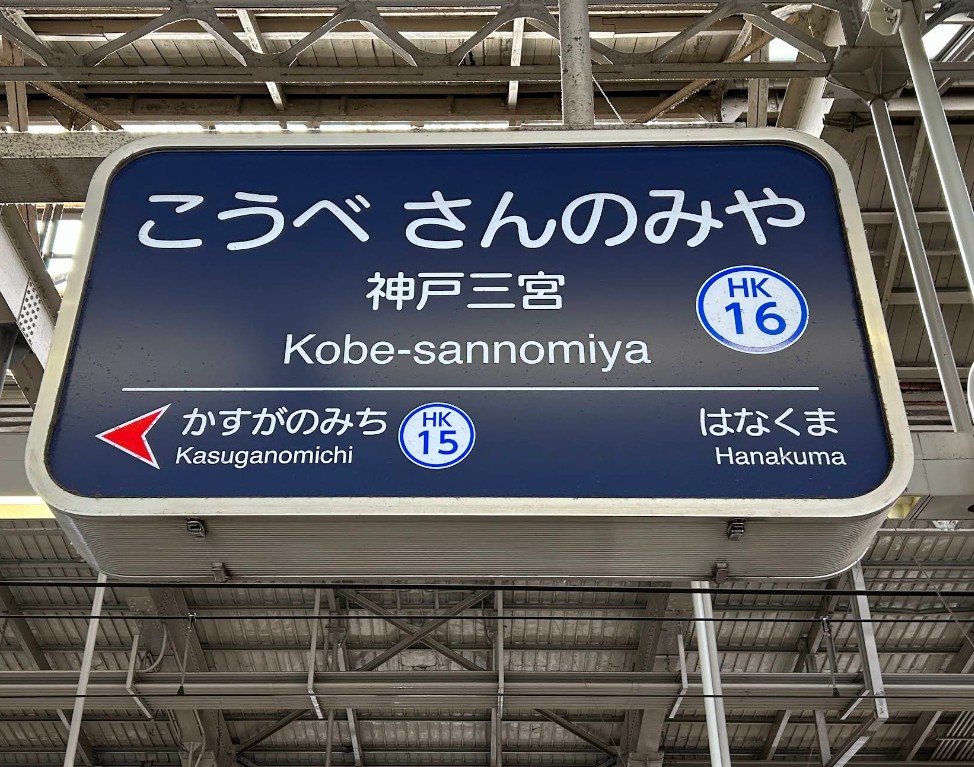 こうべ さんのみや
神戸三宮
HK
16
Kobe-sannomiya
かすがのみち
Kasuganomichi
HK
15
はなくま
Hanakuma